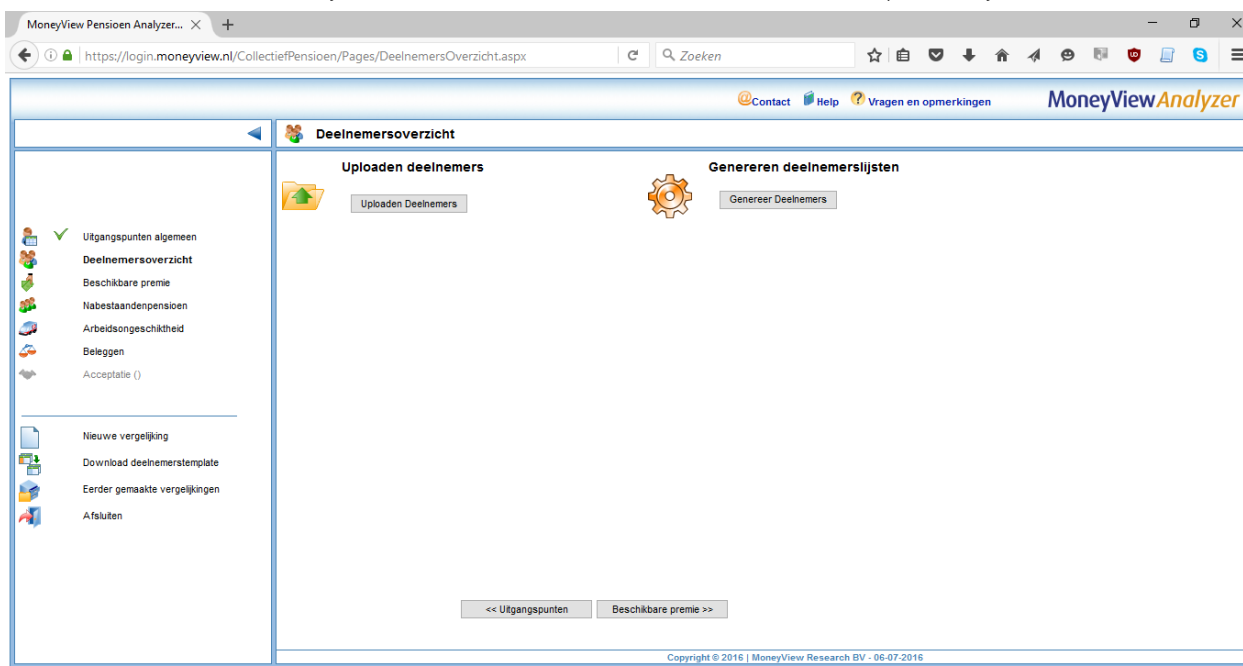 MoneyView Pensioen Analyzer...
https://login.moneyview.nl/CollectiefPensioen/Pages/DeelnemersOverzicht.aspx
Zoeken
Contact Help Vragen en opmerkingen
MoneyViewAnalyzer
Deelnemersoverzicht
Uitgangspunten algemeen
Deelnemersoverzicht
Beschikbare premie
Nabestaandenpensioen
Arbeidsongeschiktheid
Beleggen
Acceptatie ()
Nieuwe vergelijking
Download deelnemerstemplate
Eerder gemaakte vergelijkingen
Afsluiten
Uploaden deelnemers
Uploaden Deelnemers
Genereren deelnemerslijsten
Genereer Deelnemers
<< Uitgangspunten
Beschikbare premie >>
Copyright © 2016 | MoneyView Research BV - 06-07-2016